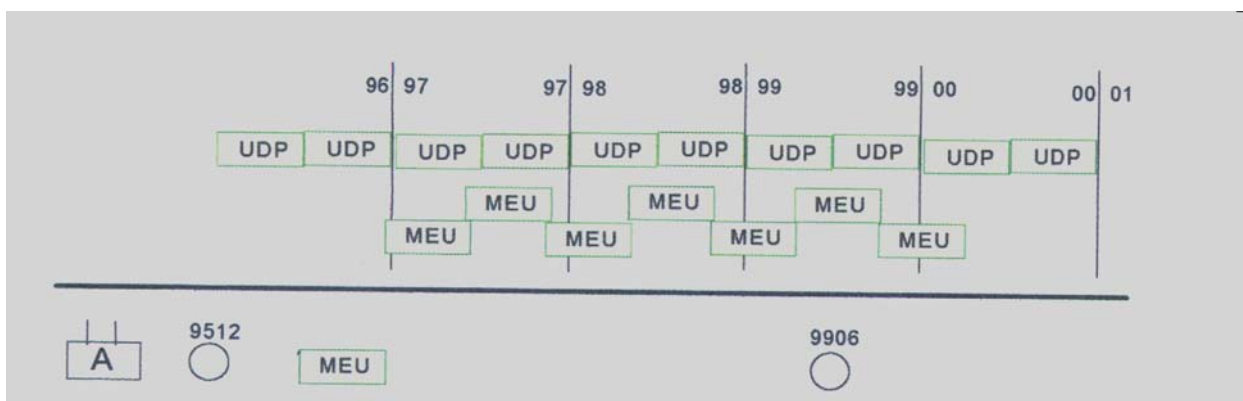 96 97 97 98 98 99 99 00 00 01
UDP UDP UDP UDP UDP UDP UDP UDP UDP UDP
MEU MEU MEU
MEU MEU MEU MEU
9512 9906
A MEU